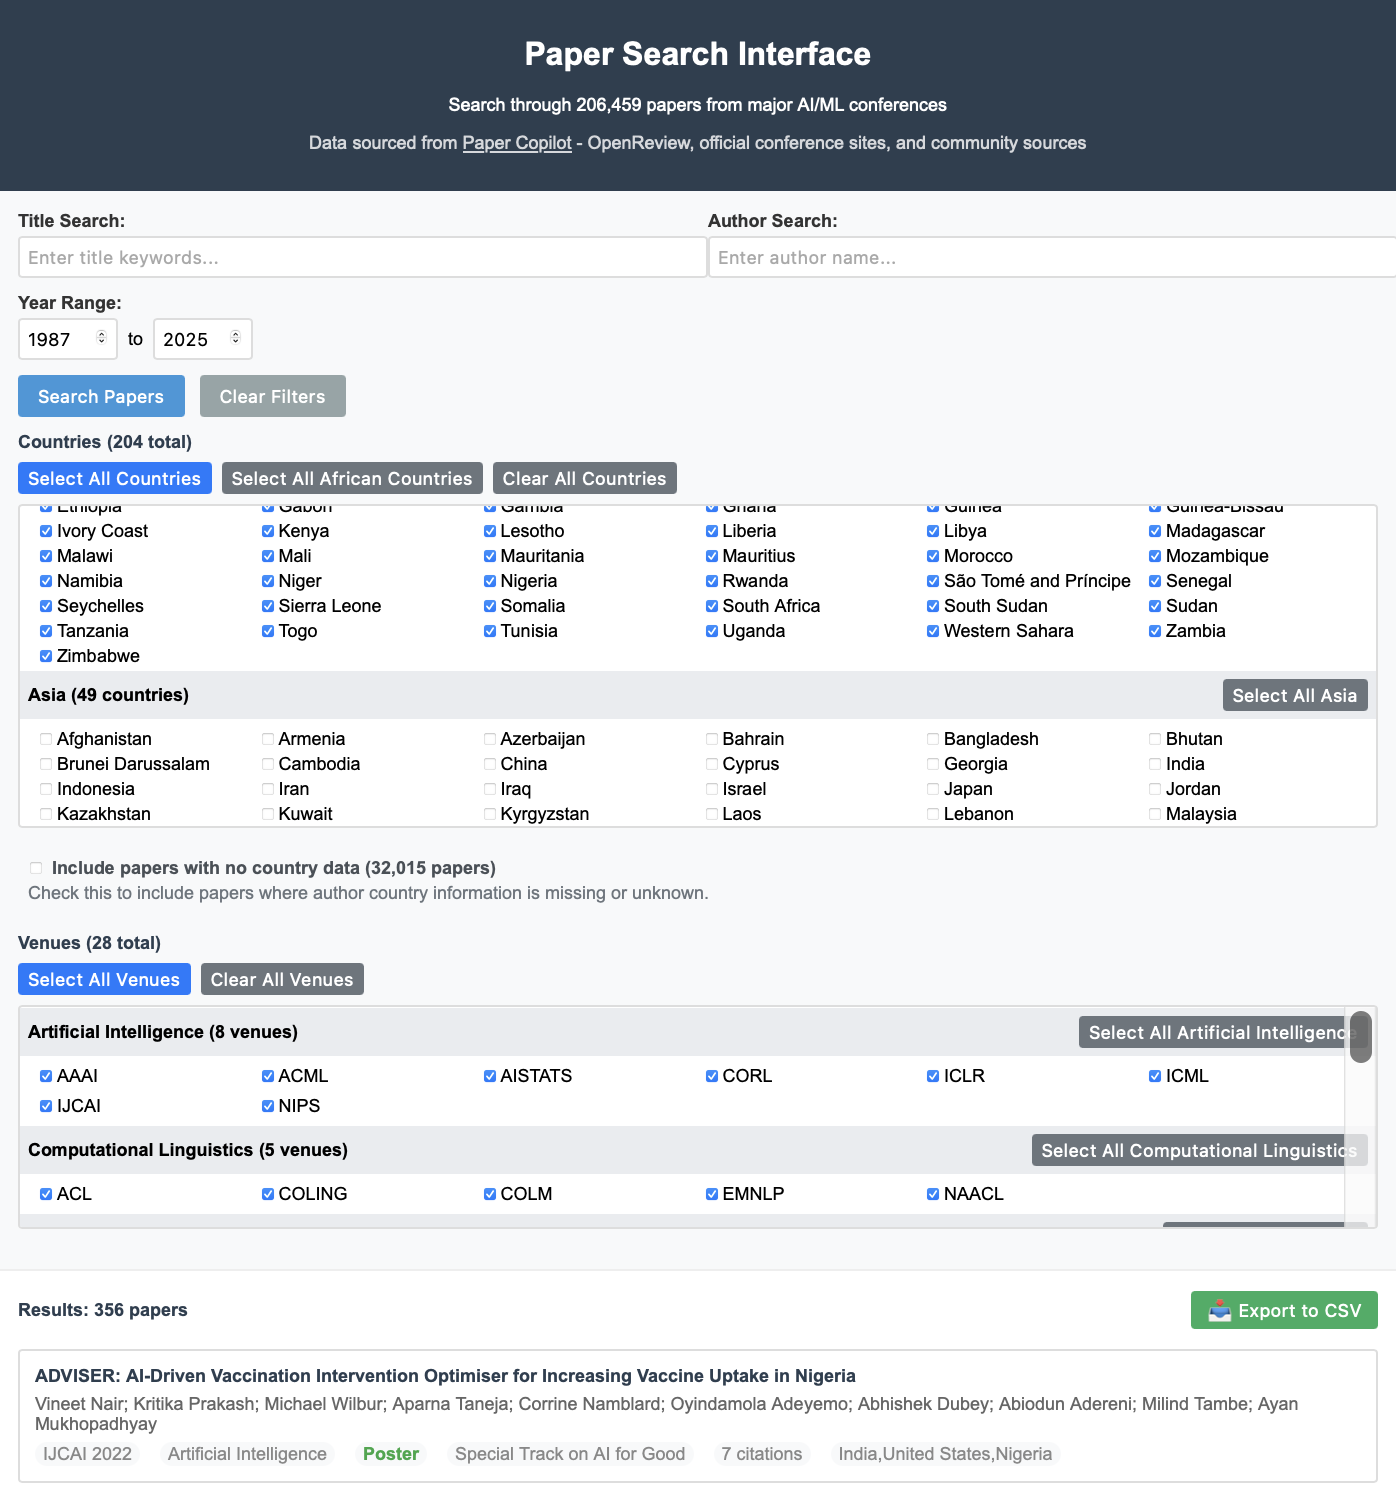 Paper Search Interface
Search through 206,459 papers from major AI/ML conferences
Data sourced from Paper Copilot - OpenReview, official conference sites, and community sources
Title Search: Author Search:
Enter title keywords... Enter author name...
Year Range:
1987 to 2025
Search Papers Clear Filters
Countries (204 total)
Select All Countries Select All African Countries Clear All Countries
Ethiopia Gabon Gambia Ghana Guinea Guinea-Bissau
Ivory Coast Kenya Lesotho Liberia Libya Madagascar
Malawi Mali Mauritania Mauritius Morocco Mozambique
Namibia Niger Nigeria Rwanda São Tomé and Príncipe Senegal
Seychelles Sierra Leone Somalia South Africa South Sudan Sudan
Tanzania Togo Tunisia Uganda Western Sahara Zambia
Zimbabwe
Asia (49 countries) Select All Asia
Afghanistan Armenia Azerbaijan Bahrain Bangladesh Bhutan
Brunei Darussalam Cambodia China Cyprus Georgia India
Indonesia Iran Iraq Israel Japan Jordan
Kazakhstan Kuwait Kyrgyzstan Laos Lebanon Malaysia
Include papers with no country data (32,015 papers)
Check this to include papers where author country information is missing or unknown.
Venues (28 total)
Select All Venues Clear All Venues
Artificial Intelligence (8 venues) Select All Artificial Intelligence
AAAI ACML AISTATS CORL ICLR ICML
IJCAI NIPS
Computational Linguistics (5 venues) Select All Computational Linguistics
ACL COLING COLM EMNLP NAACL
Results: 356 papers Export to CSV
ADVISER: AI-Driven Vaccination Intervention Optimiser for Increasing Vaccine Uptake in Nigeria
Vineet Nair; Kritika Prakash; Michael Wilbur; Aparna Taneja; Corrine Namblard; Oyindamola Adeyemo; Abhishek Dubey; Abiodun Adereni; Milind Tambe; Ayan
Mukhopadhyay
IJCAI 2022 Artificial Intelligence Poster Special Track on AI for Good 7 citations India,United States,Nigeria